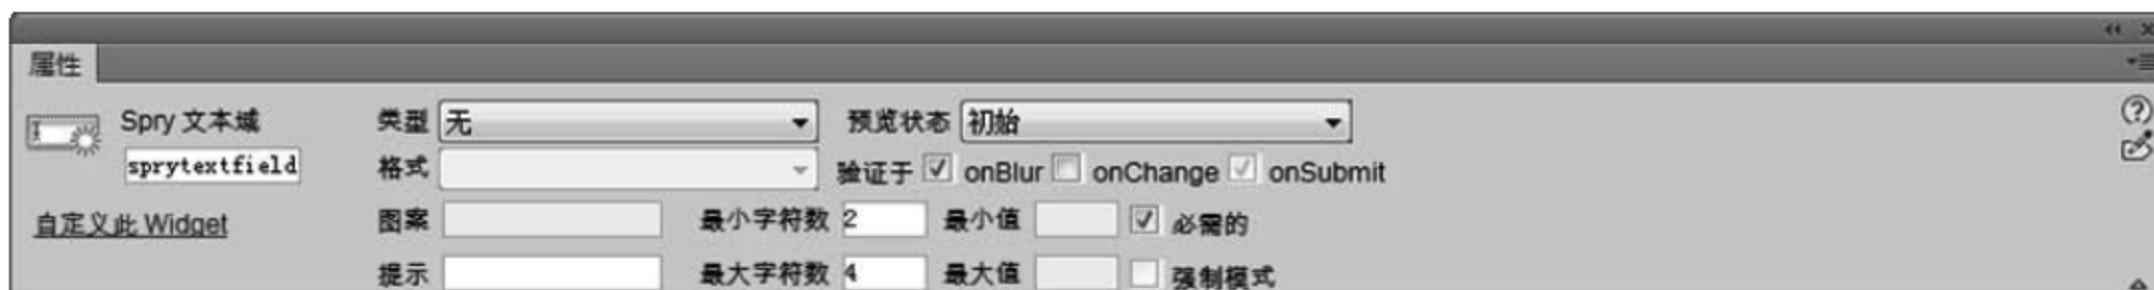 属性
Spry 文本域 类型 无 预览状态 初始
sprytextfield 格式 验证于 onBlur onChange onSubmit
自定义此 Widget 图案 最小字符数 2 最小值 必需的
提示 最大字符数 4 最大值 强制模式